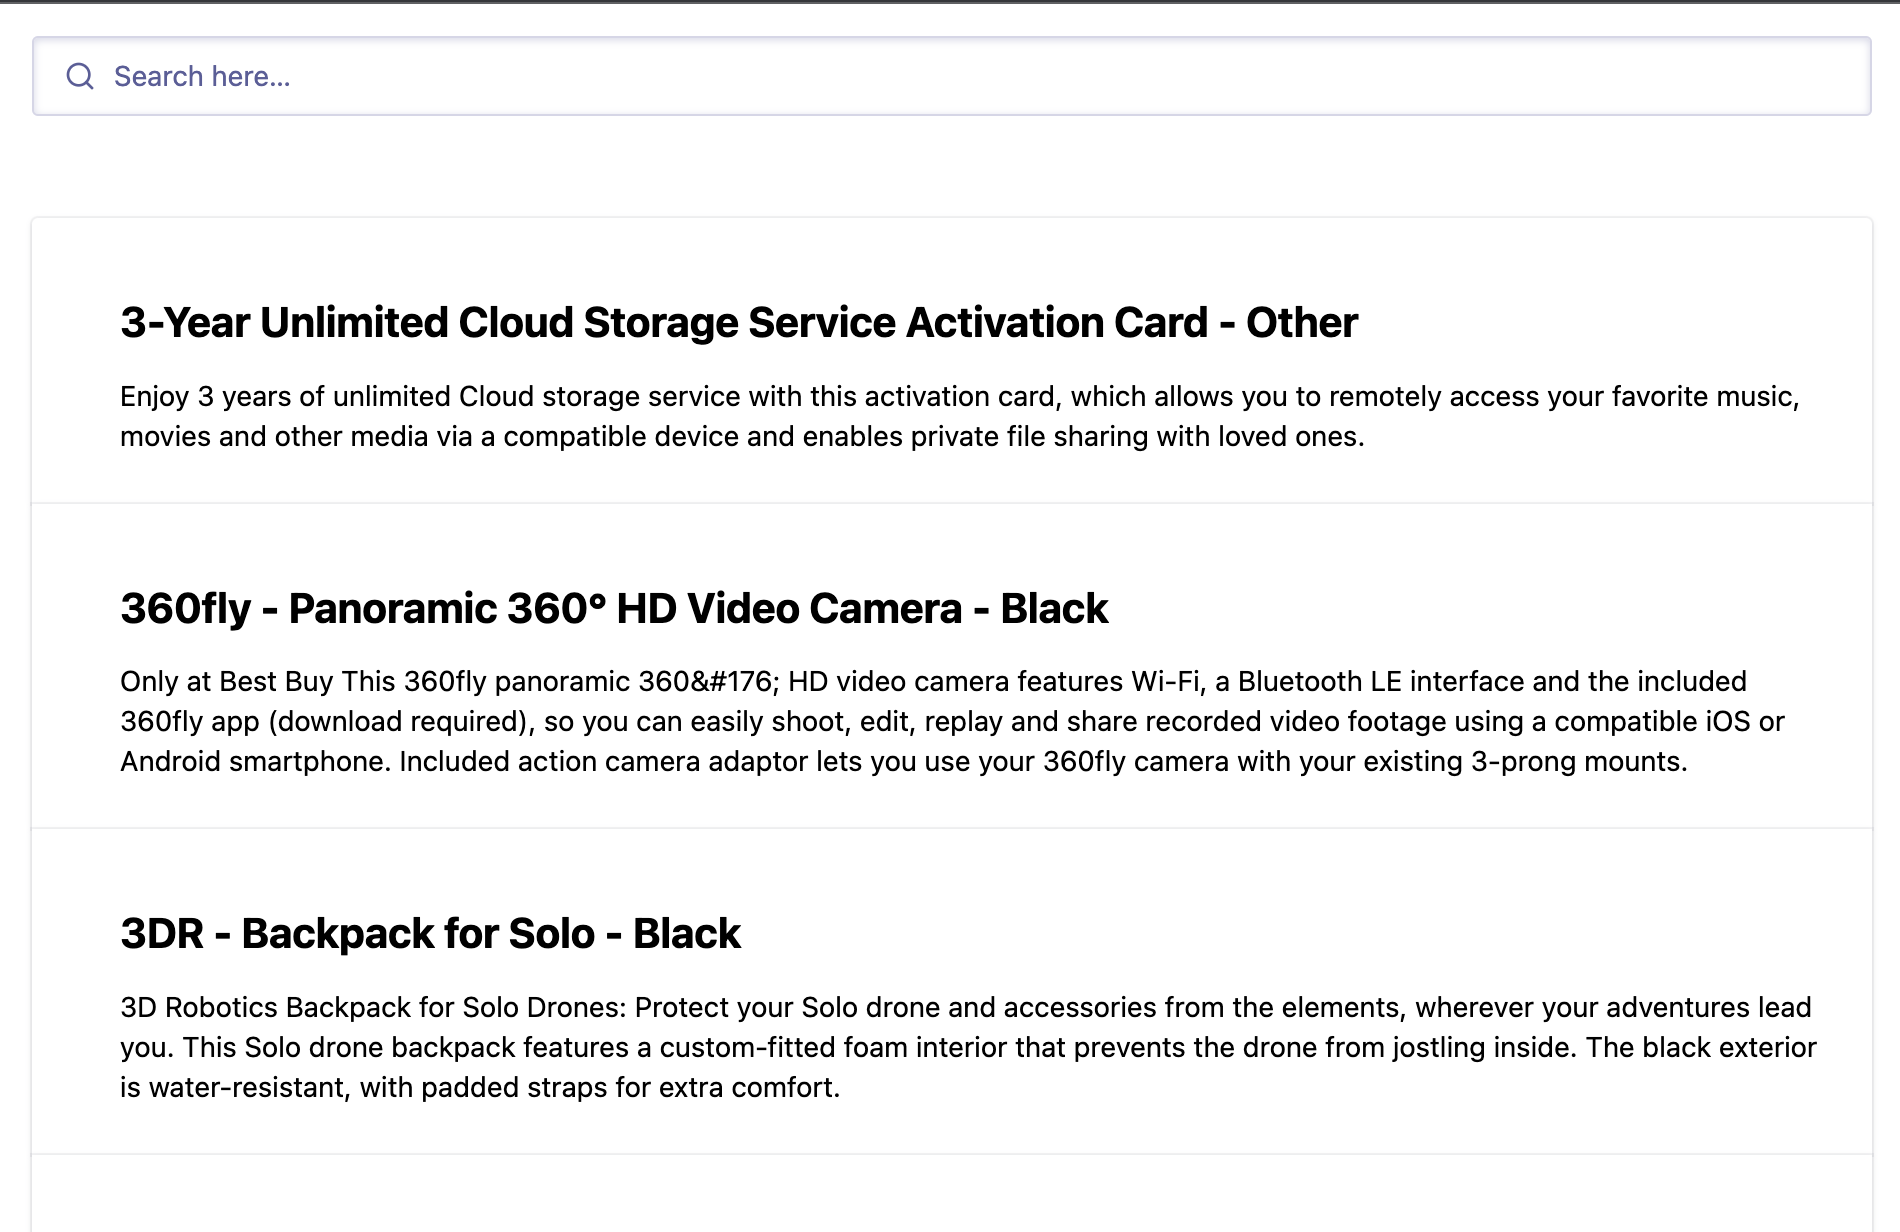 Search here...
3-Year Unlimited Cloud Storage Service Activation Card - Other
Enjoy 3 years of unlimited Cloud storage service with this activation card, which allows you to remotely access your favorite music,
movies and other media via a compatible device and enables private file sharing with loved ones.
360fly - Panoramic 360° HD Video Camera - Black
Only at Best Buy This 360fly panoramic 360&#176; HD video camera features Wi-Fi, a Bluetooth LE interface and the included
360fly app (download required), so you can easily shoot, edit, replay and share recorded video footage using a compatible iOS or
Android smartphone. Included action camera adaptor lets you use your 360fly camera with your existing 3-prong mounts.
3DR - Backpack for Solo - Black
3D Robotics Backpack for Solo Drones: Protect your Solo drone and accessories from the elements, wherever your adventures lead
you. This Solo drone backpack features a custom-fitted foam interior that prevents the drone from jostling inside. The black exterior
is water-resistant, with padded straps for extra comfort.